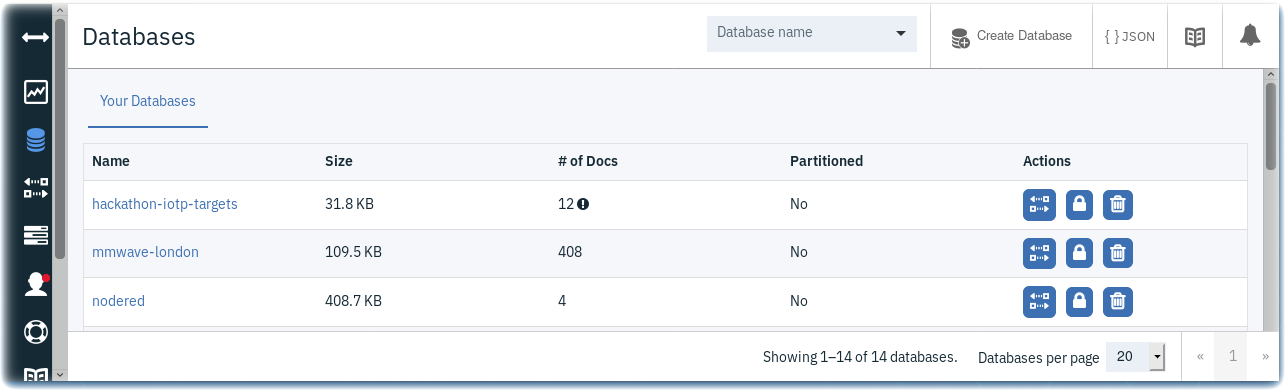 Databases
Database name
Create Database
{ } JSON
Your Databases
Name Size # of Docs Partitioned Actions
hackathon-iotp-targets 31.8 KB 12 No
mmwave-london 109.5 KB 408 No
nodered 408.7 KB 4 No
Showing 1–14 of 14 databases. Databases per page 20 « 1 »